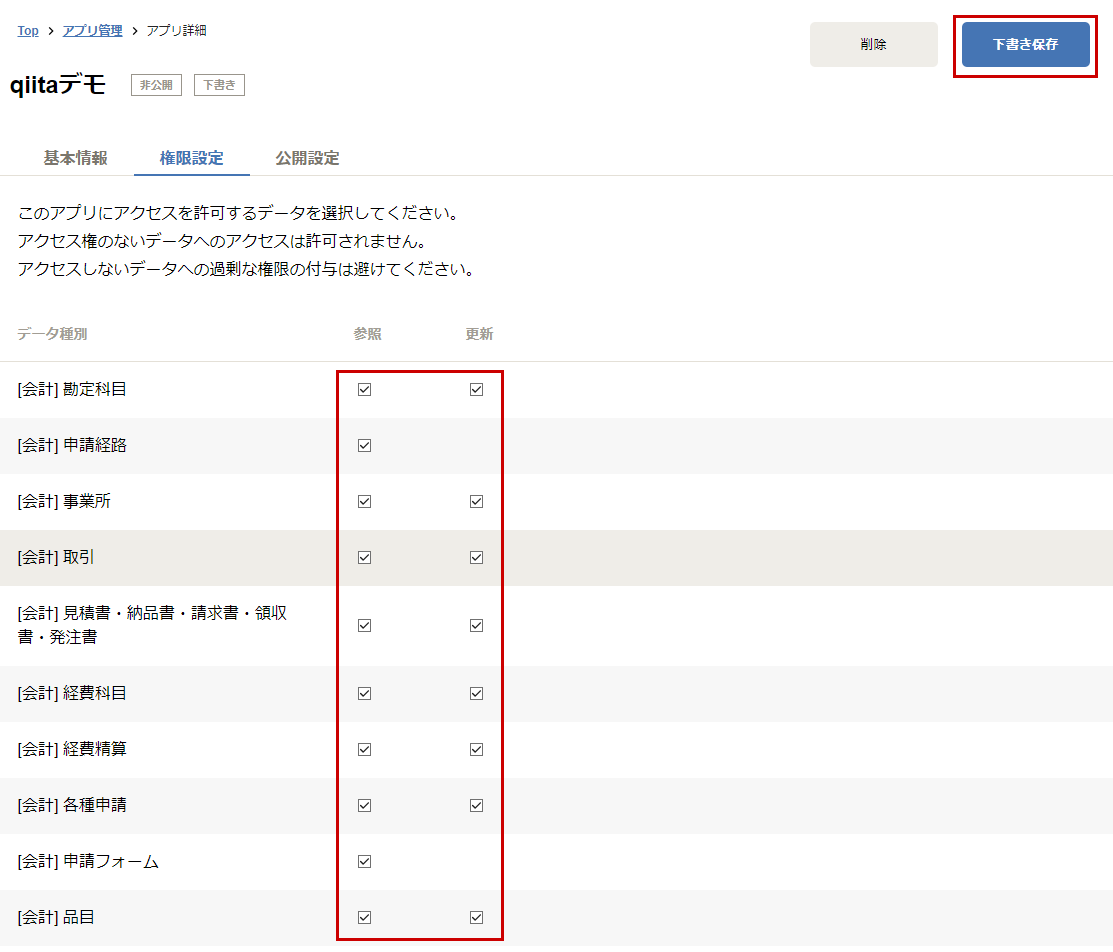 Top > アプリ管理 > アプリ詳細
削除
下書き保存
qiitaデモ 非公開 下書き
基本情報 権限設定 公開設定
このアプリにアクセスを許可するデータを選択してください。
アクセス権のないデータへのアクセスは許可されません。
アクセスしないデータへの過剰な権限の付与は避けてください。
データ種別 参照 更新
[会計] 勘定科目
[会計] 申請経路
[会計] 事業所
[会計] 取引
[会計] 見積書・納品書・請求書・領収
書・発注書
[会計] 経費科目
[会計] 経費精算
[会計] 各種申請
[会計] 申請フォーム
[会計] 品目